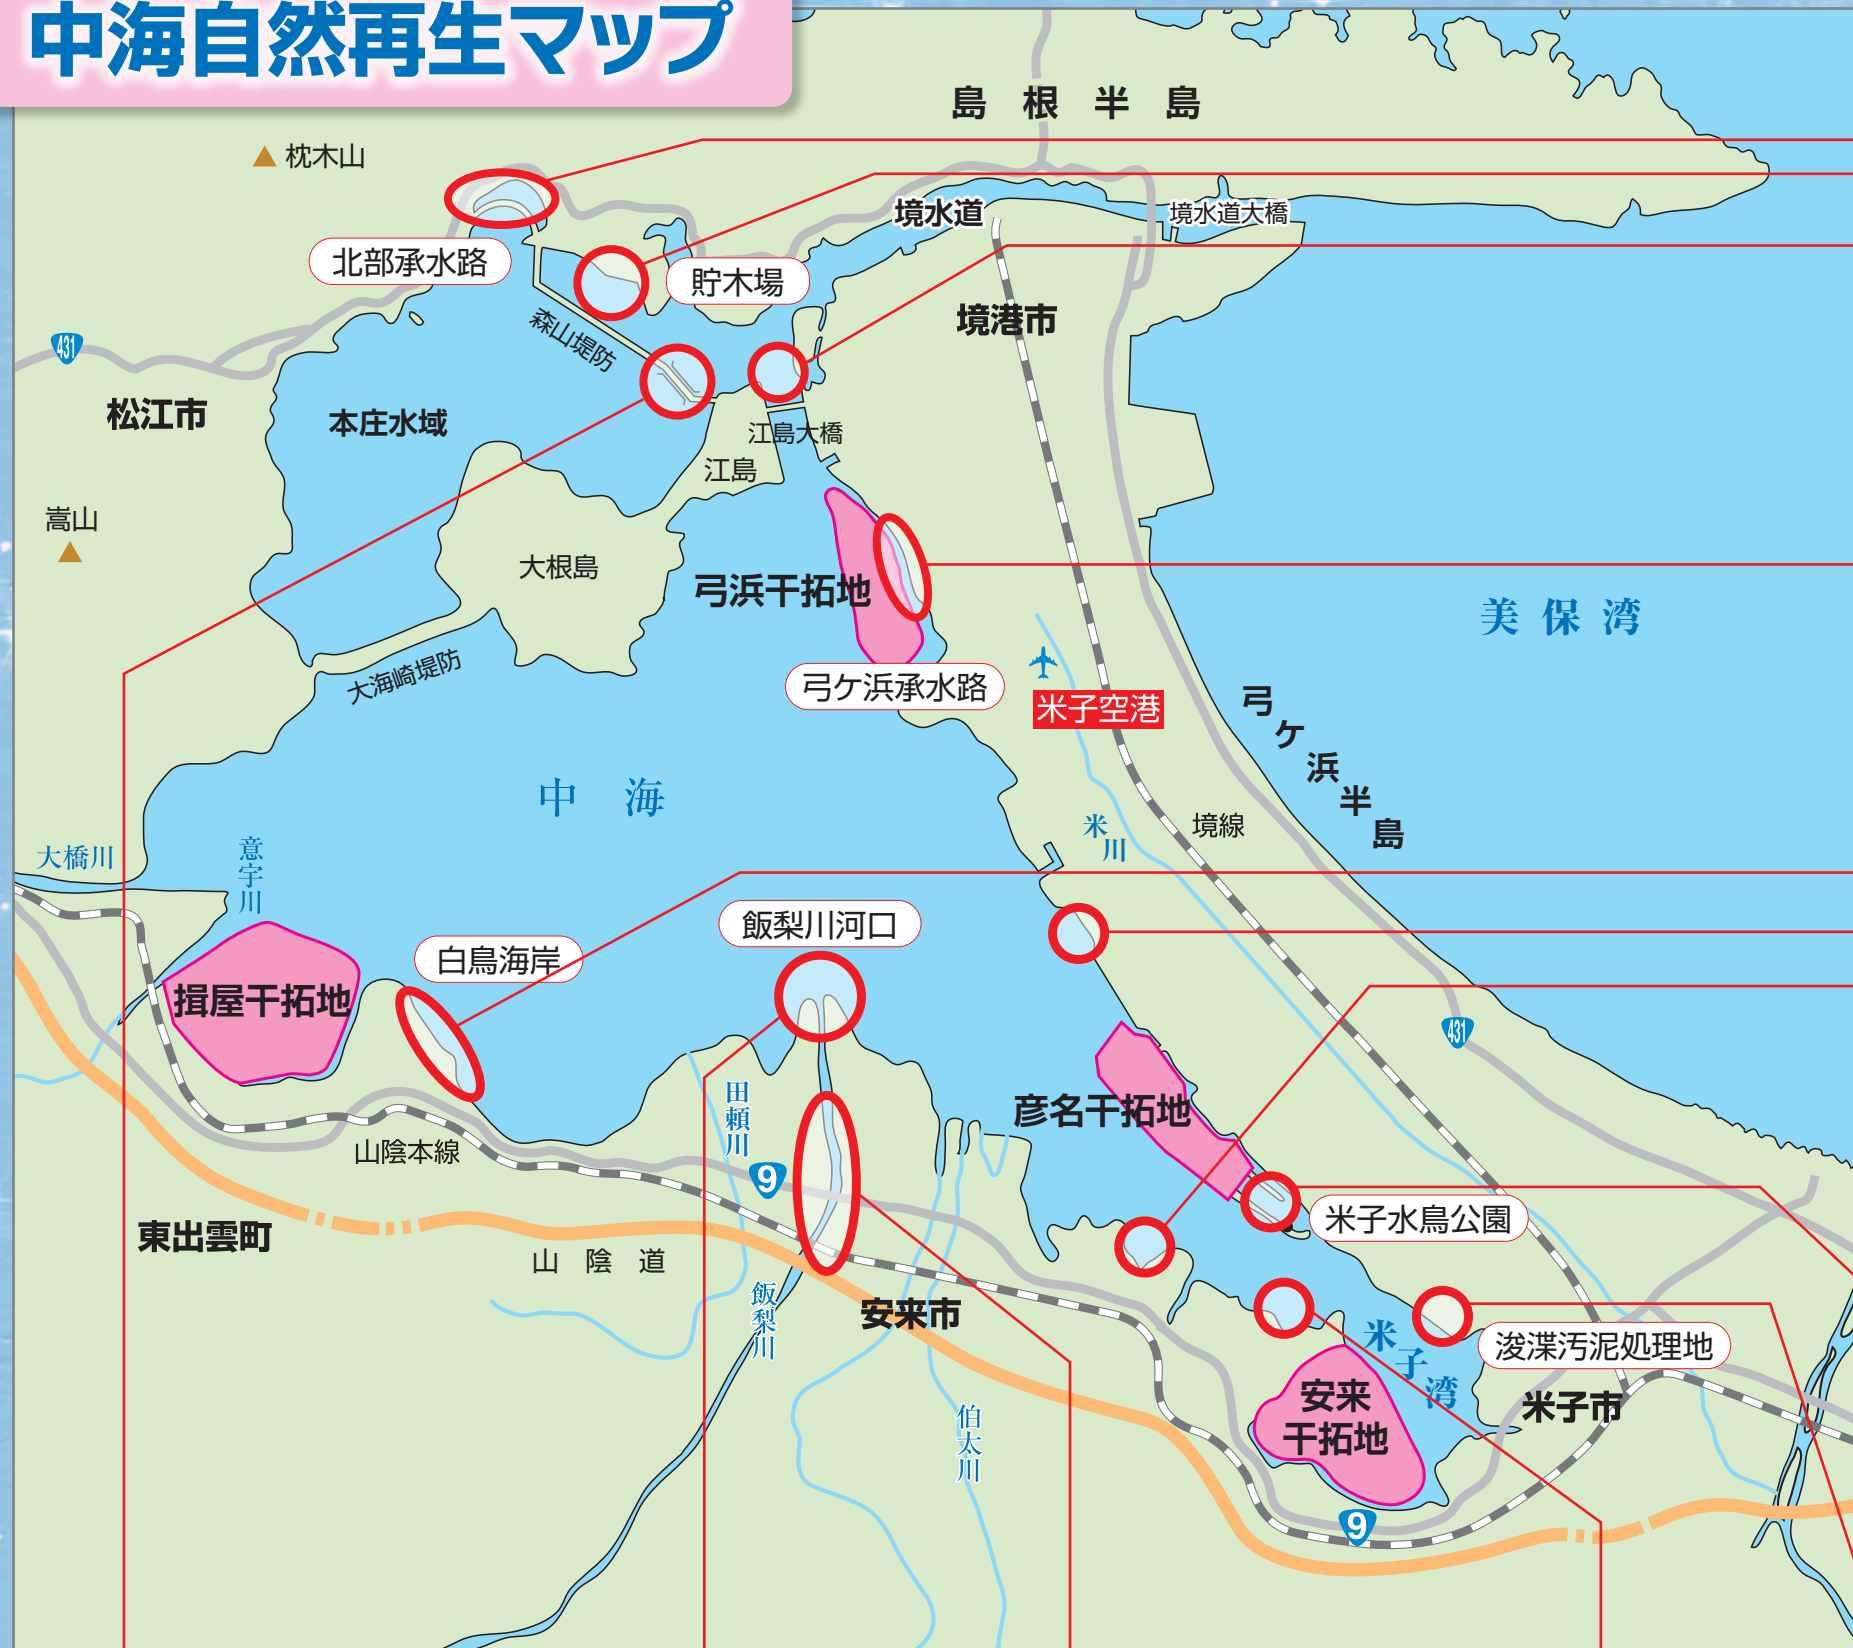 中海自然再生マップ
島根半島
枕木山
境水道
境水道大橋
北部承水路
貯木場
森山堤防
境港市
431
松江市
本庄水域
江島大橋
江島
嵩山
大根島
弓浜干拓地
美保湾
大海崎堤防
弓ケ浜承水路
米子空港
弓ケ浜半島
中海
米川
境線
大橋川
意宇川
飯梨川河口
白鳥海岸
揖屋干拓地
431
田頼川
彦名干拓地
山陰本線
9
米子水鳥公園
東出雲町
山陰道
飯梨川
安来市
米子湾
浚渫汚泥処理地
安来
干拓地
米子市
伯太川
9